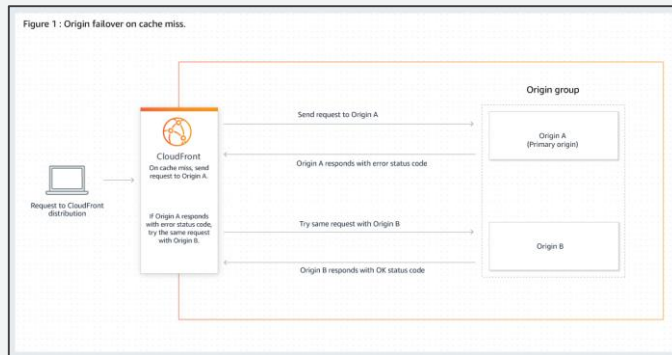 Figure 1 : Origin failover on cache miss.
Origin group
Send request to Origin A
Origin A
(Primary origin)
CloudFront
On cache miss, send
request to Origin A.
Origin A responds with error status code
Request to CloudFront
distribution
If Origin A responds
with error status code,
try the same request
with Origin B.
Try same request with Origin B
Origin B
Origin B responds with OK status code